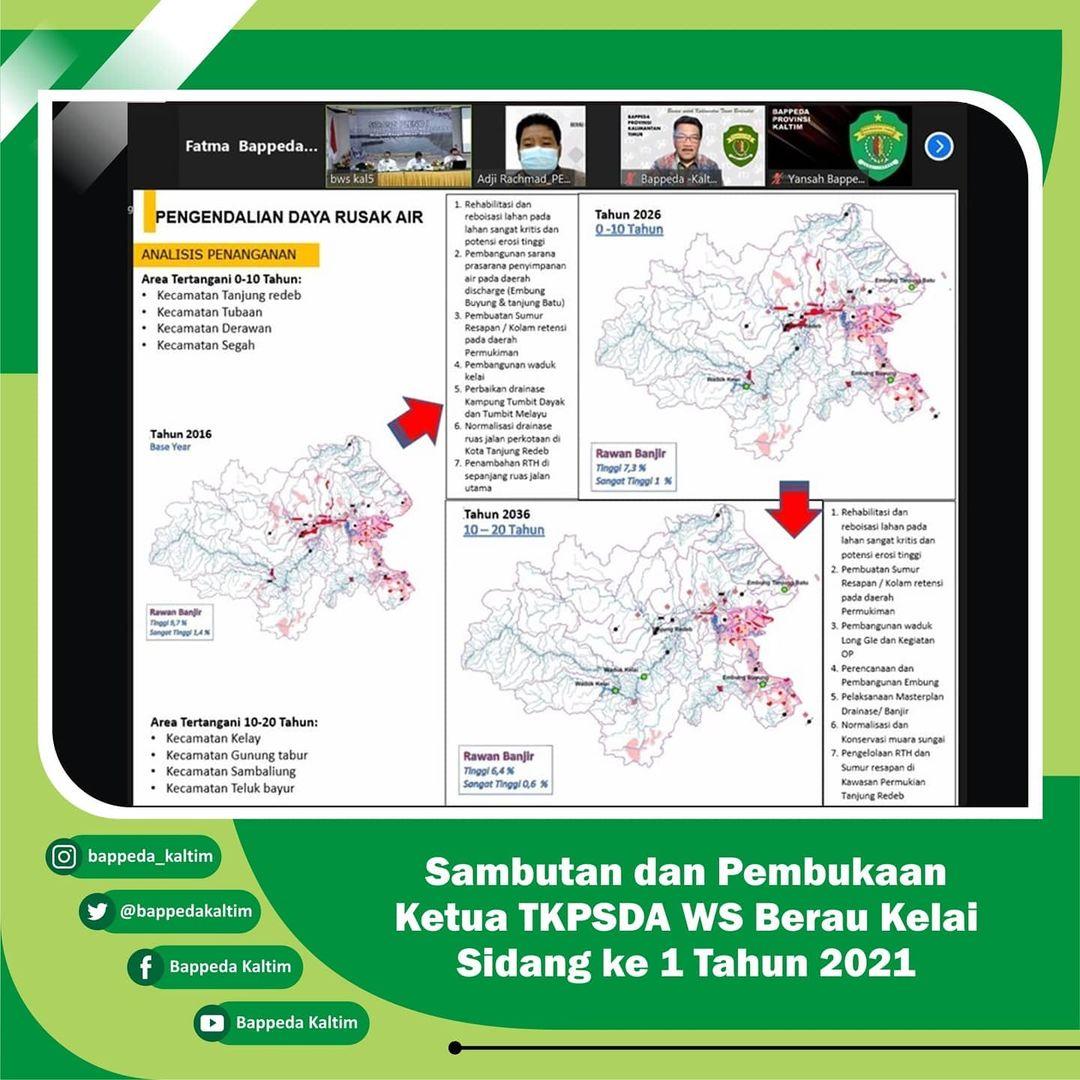 Fatma Bappeda...
bws kal5
Adji Rachmad_PE...
BAPPEDA
PROVINSI
KALIMANTAN
TIMUR
Bappeda -Kalt...
BAPPEDA
PROVINSI
KALTIM
Yansah Bappe...
PENGENDALIAN DAYA RUSAK AIR
ANALISIS PENANGANAN
Area Tertangani 0-10 Tahun:
• Kecamatan Tanjung redeb
• Kecamatan Tubaan
• Kecamatan Derawan
• Kecamatan Segah
Tahun 2016
Base Year
Rawan Banjir
Sangat Tinggi 1,4 %
Area Tertangani 10-20 Tahun:
• Kecamatan Kelay
• Kecamatan Gunung tabur
• Kecamatan Sambaliung
• Kecamatan Teluk bayur
1. Rehabilitasi dan
reboisasi lahan pada
lahan sangat kritis dan
potensi erosi tinggi
2. Pembangunan sarana
prasarana penyimpanan
air pada daerah
discharge (Embung
Buyung & tanjung Batu)
3. Pembuatan Sumur
Resapan / Kolam retensi
pada daerah
Permukiman
4. Pembangunan waduk
kelai
5. Perbaikan drainase
Kampung Tumbit Dayak
dan Tumbit Melayu
6. Normalisasi drainase
ruas jalan perkotaan di
Kota Tanjung Redeb
7. Penambahan RTH di
sepanjang ruas jalan
utama
Tahun 2026
0 -10 Tahun
Embung Tanjung Batu
Redeb
Waduk Kelai
Embung Buyung
Rawan Banjir
Tinggi 7,3 %
Sangat Tinggi 1 %
Tahun 2036
10 – 20 Tahun
Embung Tanjung Batu
Redeb
Waduk Kelai
Waduk Kelai
Embung Buyung
Rawan Banjir
Tinggi 6,4 %
Sangat Tinggi 0,6 %
1. Rehabilitasi dan
reboisasi lahan pada
lahan sangat kritis dan
potensi erosi tinggi
2. Pembuatan Sumur
Resapan / Kolam retensi
pada daerah
Permukiman
3. Pembangunan waduk
Long Gie dan Kegiatan
OP
4. Perencanaan dan
Pembangunan Embung
5. Pelaksanaan Masterplan
Drainase/ Banjir
6. Normalisasi dan
Konservasi muara sungai
7. Pengelolaan RTH dan
Sumur resapan di
Kawasan Permukian
Tanjung Redeb
bappeda_kaltim
@bappedakaltim
Bappeda Kaltim
Bappeda Kaltim
Sambutan dan Pembukaan
Ketua TKPSDA WS Berau Kelai
Sidang ke 1 Tahun 2021